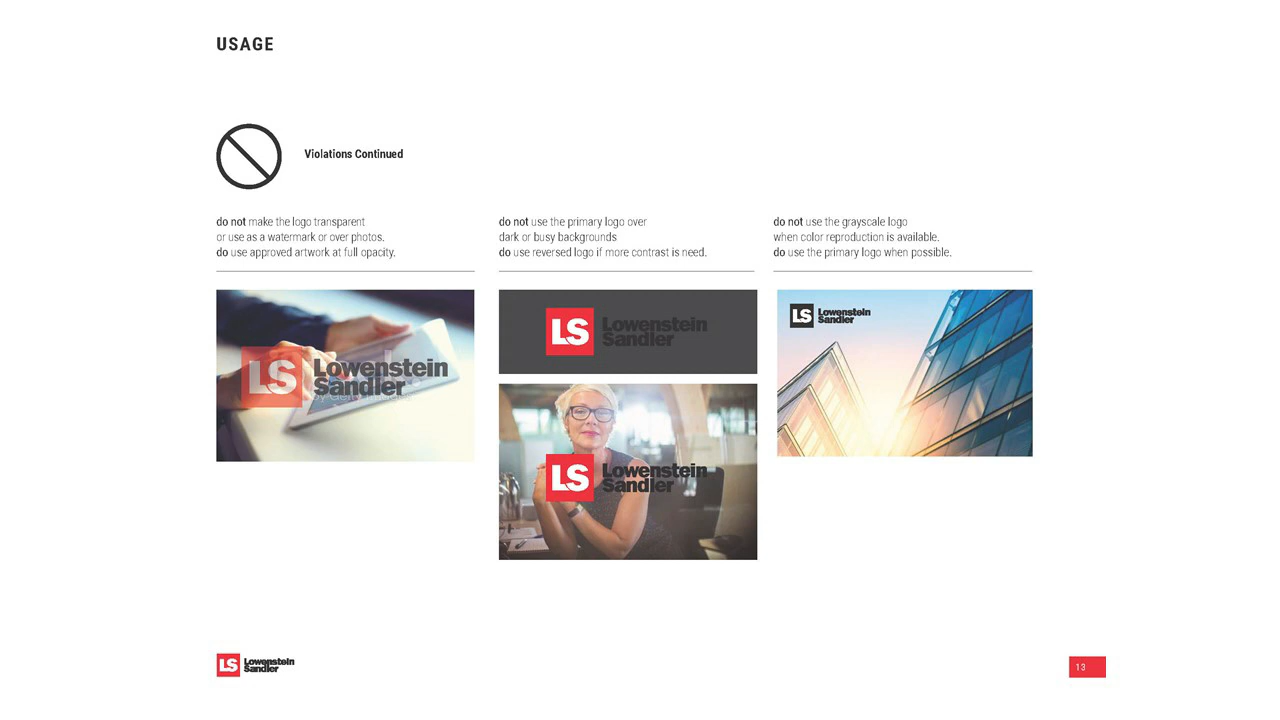 USAGE
Violations Continued
do not make the logo transparent
or use as a watermark or over photos.
do use approved artwork at full opacity.
do not use the primary logo over
dark or busy backgrounds
do use reversed logo if more contrast is need.
do not use the grayscale logo
when color reproduction is available.
do use the primary logo when possible.
LS Lowenstein
Sandler
LS Lowenstein
Sandler
LS Lowenstein
Sandler
LS Lowenstein
Sandler
LS Lowenstein
Sandler
13